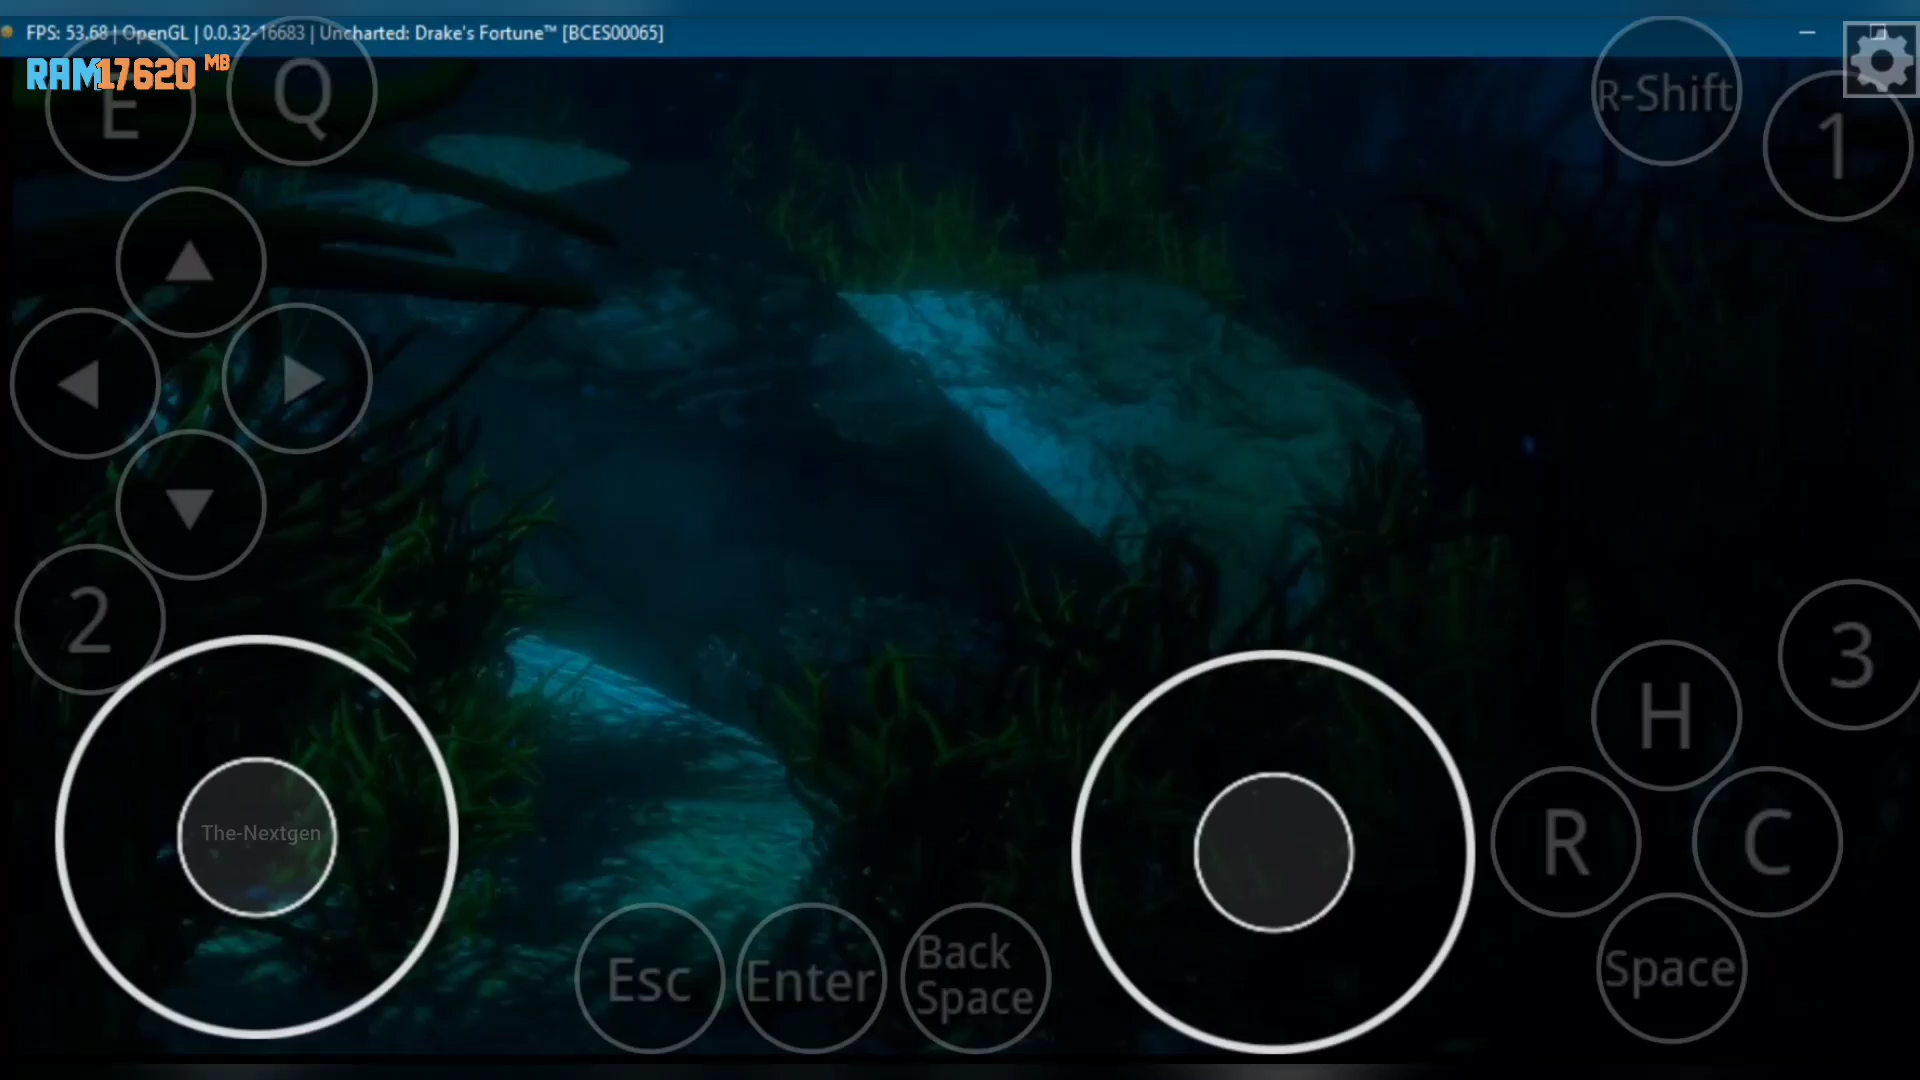 FPS: 53.68 | OpenGL | 0.0.32-16683 | Uncharted: Drake's Fortune™ [BCES00065]
RAM17620 MB
E
Q
R-Shift
1
2
3
H
The-Nextgen
R
C
Esc
Enter
Back
Space
Space